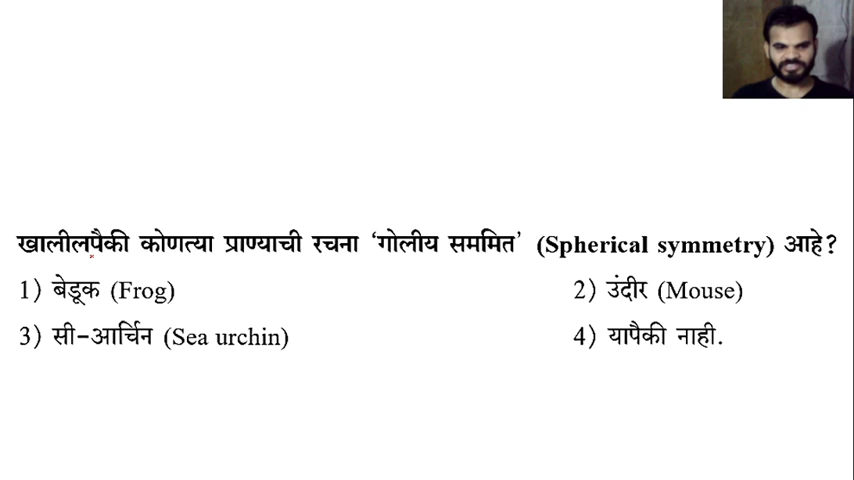 खालीलपैकी कोणत्या प्राण्याची रचना ‘गोलीय सममित’ (Spherical symmetry) आहे?
1) बेडूक (Frog) 2) उंदीर (Mouse)
3) सी-आर्चिन (Sea urchin) 4) यापैकी नाही.